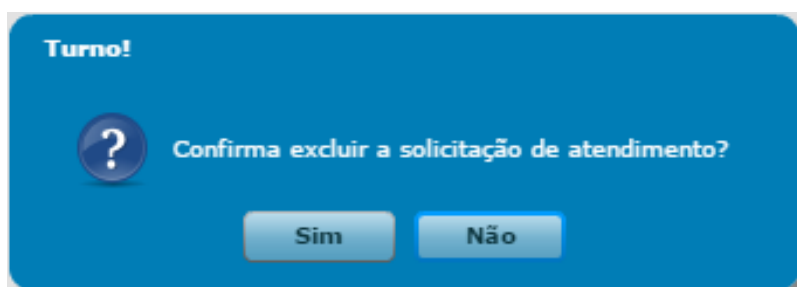 Turno!
?
Confirma excluir a solicitação de atendimento?
Sim Não